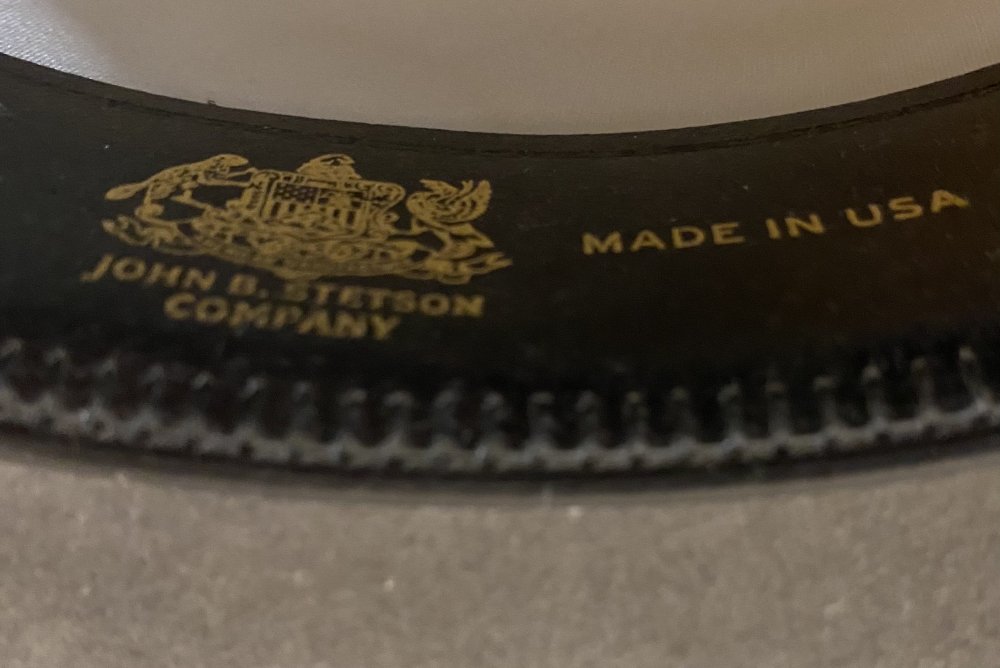 JOHN B. STETSON
COMPANY
MADE IN USA